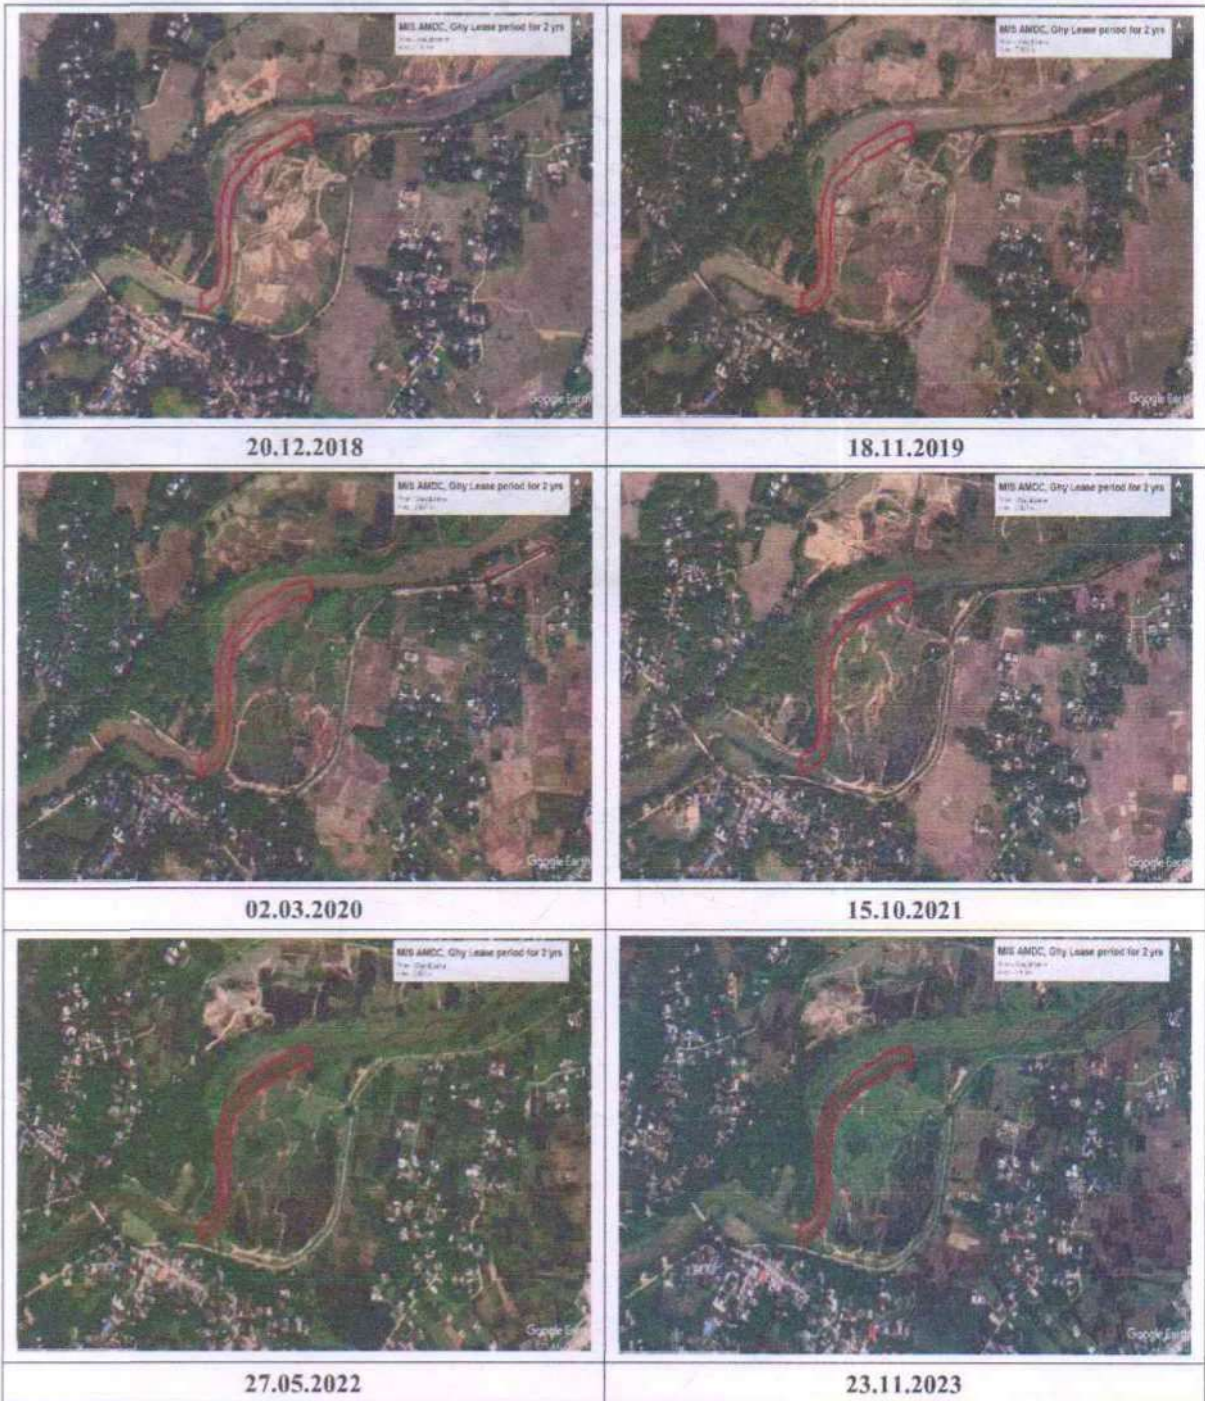 M/S AMDC, Ghy Lease period for 2 yrs
Google Earth
M/S AMDC, Ghy Lease period for 2 yrs
Google Earth
20.12.2018
18.11.2019
M/S AMDC, Ghy Lease period for 2 yrs
Google Earth
M/S AMDC, Ghy Lease period for 2 yrs
Google Earth
02.03.2020
15.10.2021
M/S AMDC, Ghy Lease period for 2 yrs
Google Earth
M/S AMDC, Ghy Lease period for 2 yrs
Google Earth
27.05.2022
23.11.2023